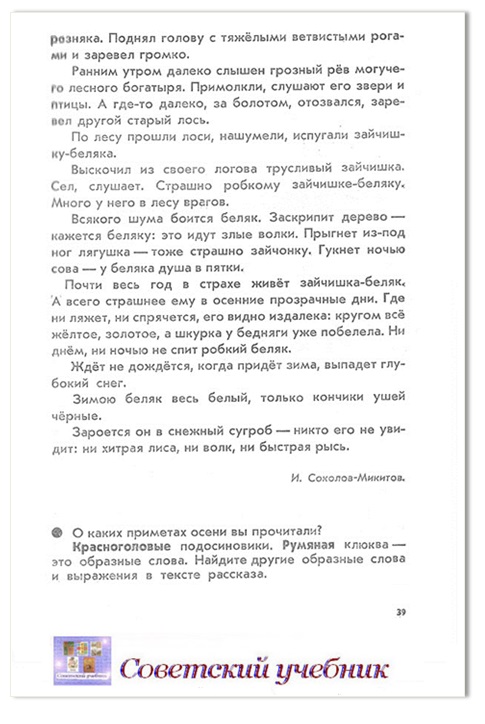 розняка. Поднял голову с тяжёлыми ветвистыми рога-
ми и заревел громко.
Ранним утром далеко слышен грозный рёв могуче-
го лесного богатыря. Примолкли, слушают его звери и
птицы. А где-то далеко, за болотом, отозвался, заре-
вел другой старый лось.
По лесу прошли лоси, нашумели, испугали зайчиш-
ку-беляка.
Выскочил из своего логова трусливый зайчишка.
Сел, слушает. Страшно робкому зайчишке-беляку.
Много у него в лесу врагов.
Всякого шума боится беляк. Заскрипит дерево —
кажется беляку: это идут злые волки. Прыгнет из-под
ног лягушка — тоже страшно зайчонку. Гукнет ночью
сова — у беляка душа в пятки.
Почти весь год в страхе живёт зайчишка-беляк.
А всего страшнее ему в осенние прозрачные дни. Где
ни ляжет, ни спрячется, его видно издалека: кругом всё
жёлтое, золотое, а шкурка у бедняги уже побелела. Ни
днём, ни ночью не спит робкий беляк.
Ждёт не дождётся, когда придёт зима, выпадет глу-
бокий снег.
Зимою беляк весь белый, только кончики ушей
чёрные.
Зароется он в снежный сугроб — никто его не уви-
дит: ни хитрая лиса, ни волк, ни быстрая рысь.
И. Соколов-Микитов.
О каких приметах осени вы прочитали?
Красноголовые подосиновики. Румяная клюква —
это образные слова. Найдите другие образные слова
и выражения в тексте рассказа.
39
Советский учебник